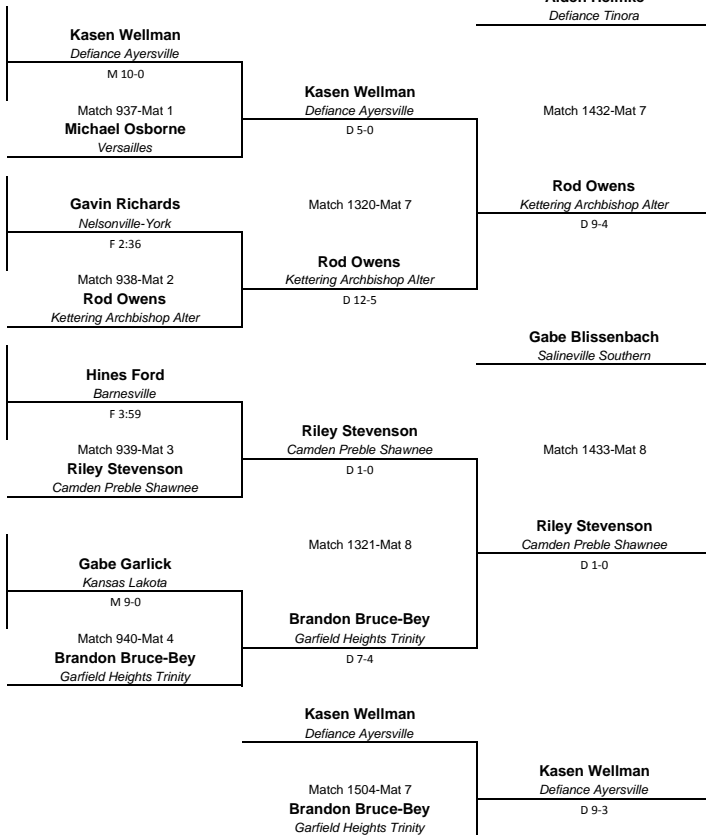 Kasen Wellman
Defiance Ayersville
M 10-0
Match 937-Mat 1
Michael Osborne
Versailles
Gavin Richards
Nelsonville-York
F 2:36
Match 938-Mat 2
Rod Owens
Kettering Archbishop Alter
Hines Ford
Barnesville
F 3:59
Match 939-Mat 3
Riley Stevenson
Camden Preble Shawnee
Gabe Garlick
Kansas Lakota
M 9-0
Match 940-Mat 4
Brandon Bruce-Bey
Garfield Heights Trinity
Kasen Wellman
Defiance Ayersville
D 5-0
Match 1320-Mat 7
Rod Owens
Kettering Archbishop Alter
D 12-5
Riley Stevenson
Camden Preble Shawnee
D 1-0
Match 1321-Mat 8
Brandon Bruce-Bey
Garfield Heights Trinity
D 7-4
Kasen Wellman
Defiance Ayersville
Match 1504-Mat 7
Brandon Bruce-Bey
Garfield Heights Trinity
Defiance Tinora
Match 1432-Mat 7
Rod Owens
Kettering Archbishop Alter
D 9-4
Gabe Blissenbach
Salineville Southern
Match 1433-Mat 8
Riley Stevenson
Camden Preble Shawnee
D 1-0
Kasen Wellman
Defiance Ayersville
D 9-3